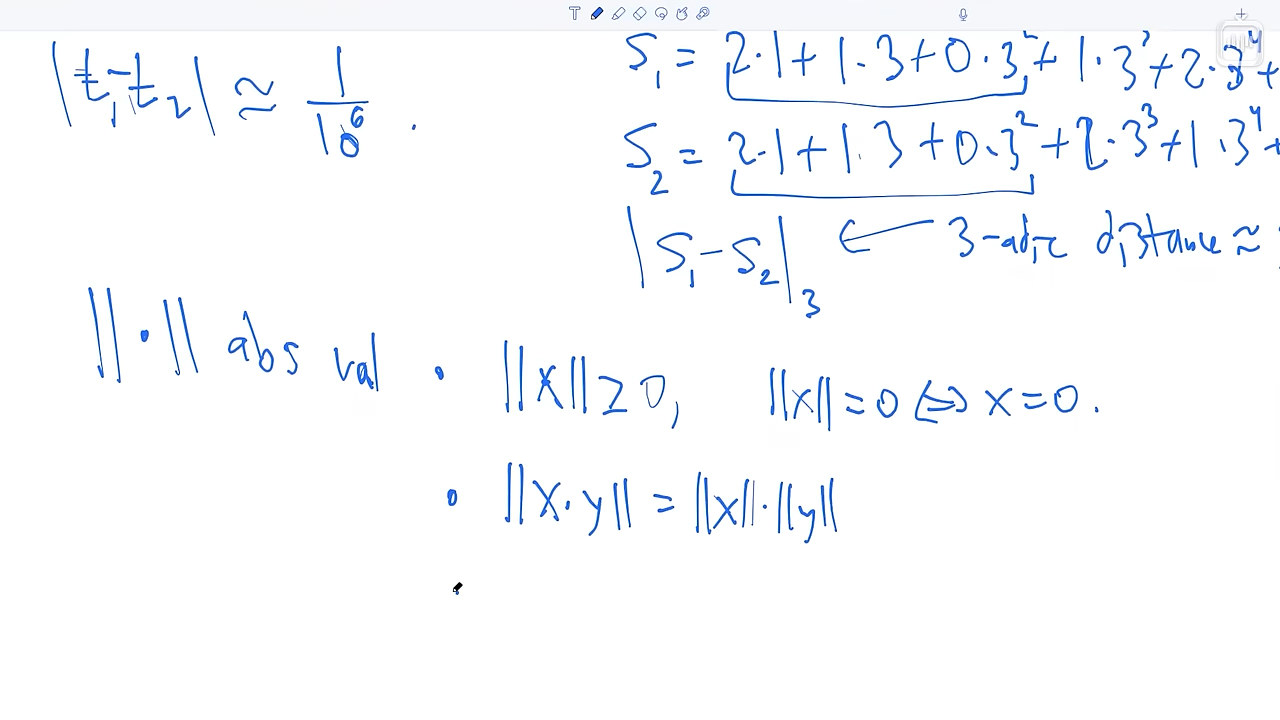 |t₁-t₂| ≅ 1/10⁶ .
S₁ = 2·1+1·3+0·3²+1·3³+2·3⁴+
S₂ = 2·1+1·3+0·3²+2·3³+1·3⁴+
|S₁-S₂|₃ ← 3-adic distance ≈
||·|| abs val • ||x|| ≥ 0, ||x|| = 0 ⇔ x = 0.
• ||x·y|| = ||x||·||y||